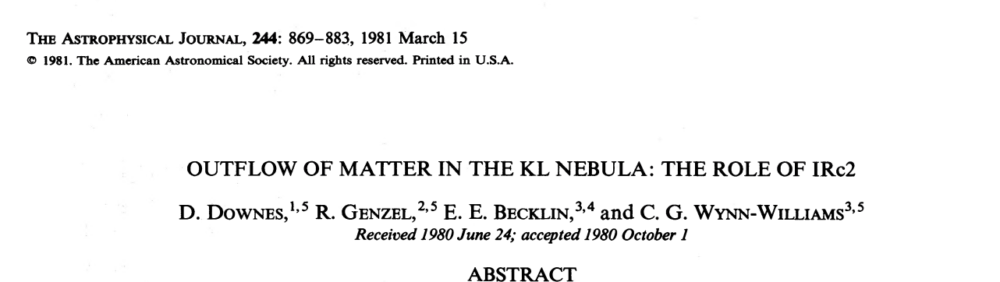 THE ASTROPHYSICAL JOURNAL, 244: 869–883, 1981 March 15
© 1981. The American Astronomical Society. All rights reserved. Printed in U.S.A.
OUTFLOW OF MATTER IN THE KL NEBULA: THE ROLE OF IRc2
D. DOWNES,1,5 R. GENZEL,2,5 E. E. BECKLIN,3,4 and C. G. WYNN-WILLIAMS3,5
Received 1980 June 24; accepted 1980 October 1
ABSTRACT